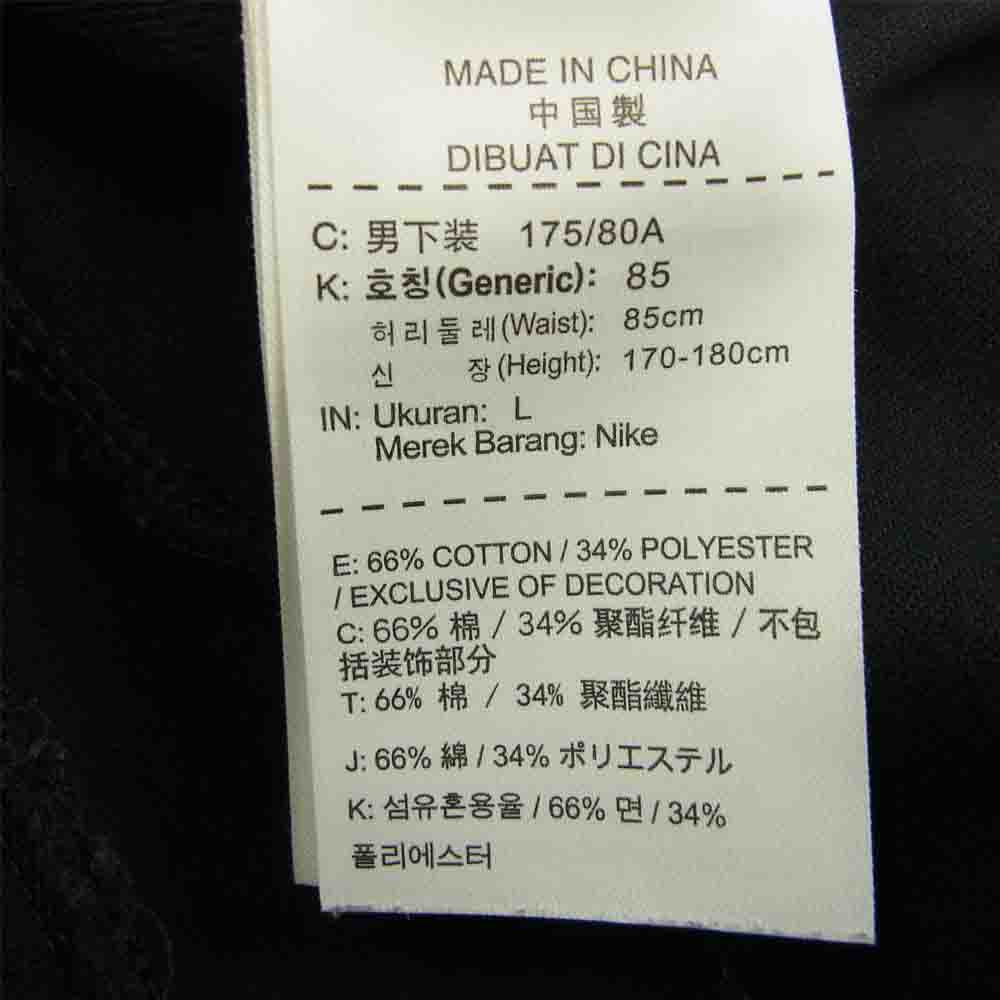 MADE IN CHINA
中国製
DIBUAT DI CINA
C: 男下装 175/80A
K: 호칭(Generic): 85
허리둘레(Waist): 85cm
신 장(Height): 170-180cm
IN: Ukuran: L
Merek Barang: Nike
E: 66% COTTON / 34% POLYESTER
/ EXCLUSIVE OF DECORATION
C: 66% 棉 / 34% 聚酯纤维 / 不包
括装饰部分
T: 66% 棉 / 34% 聚酯纖維
J: 66% 綿 / 34% ポリエステル
K: 섬유혼용율 / 66% 면 / 34%
폴리에스터